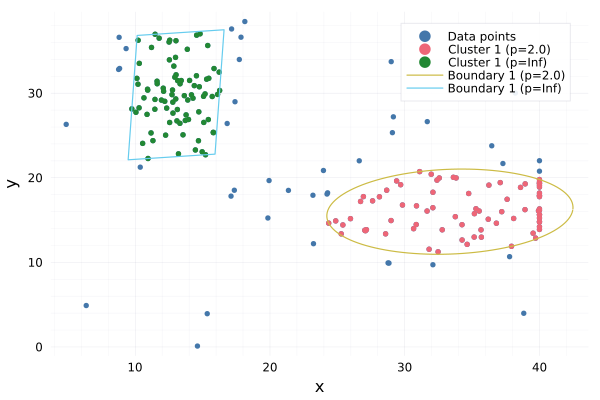 Data points
Cluster 1 (p=2.0)
Cluster 1 (p=Inf)
Boundary 1 (p=2.0)
Boundary 1 (p=Inf)
30
20
10
0
y
10
20
30
40
x